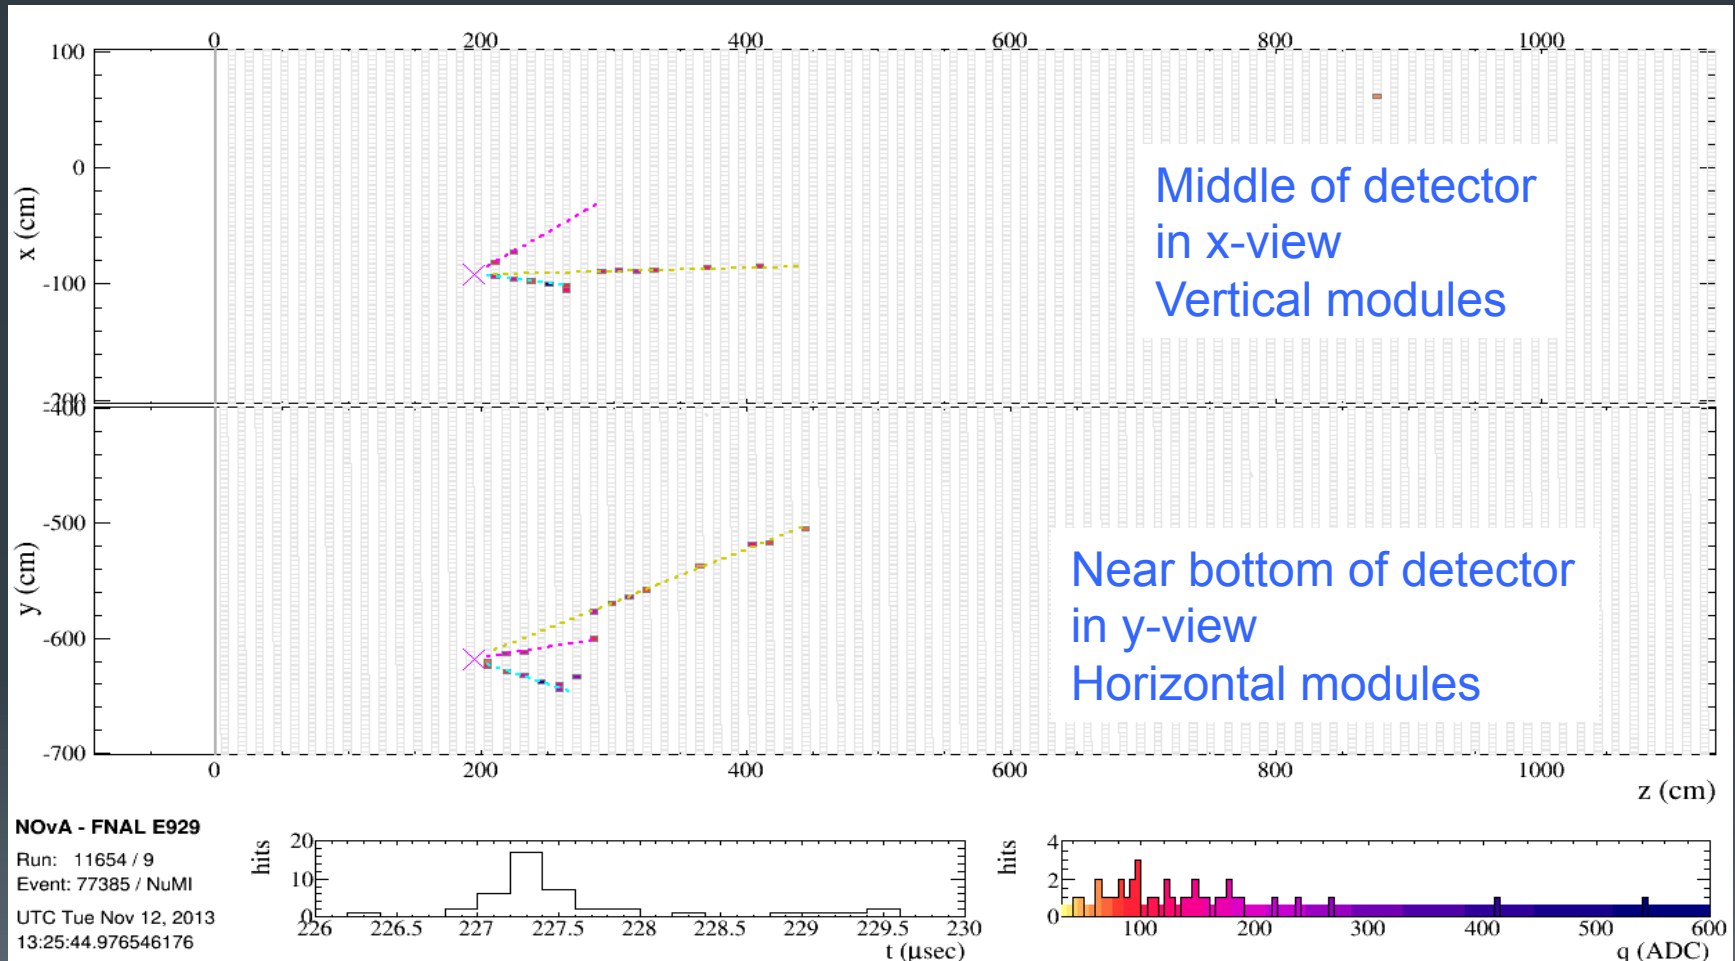 0 200 400 600 800 1000
100
0
-100
-200
x (cm)
Middle of detector
in x-view
Vertical modules
-400
-500
-600
-700
y (cm)
Near bottom of detector
in y-view
Horizontal modules
0 200 400 600 800 1000
z (cm)
NOvA - FNAL E929
Run: 11654 / 9
Event: 77385 / NuMI
UTC Tue Nov 12, 2013
13:25:44.976546176
hits
20
10
0
226 226.5 227 227.5 228 228.5 229 229.5 230
t (μsec)
hits
4
2
0
100 200 300 400 500 600
q (ADC)